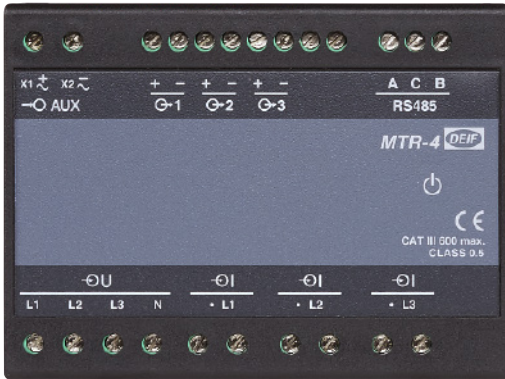 X1 X2
AUX
+ - + - + -
1 2 3
A C B
RS485
MTR-4 DEIF
CE
CAT III 600 max.
CLASS 0.5
U I I I
L1 L2 L3 N • L1 • L2 • L3